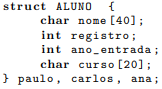 struct ALUNO {
char nome[40];
int registro;
int ano_entrada;
char curso[20];
} paulo, carlos, ana;